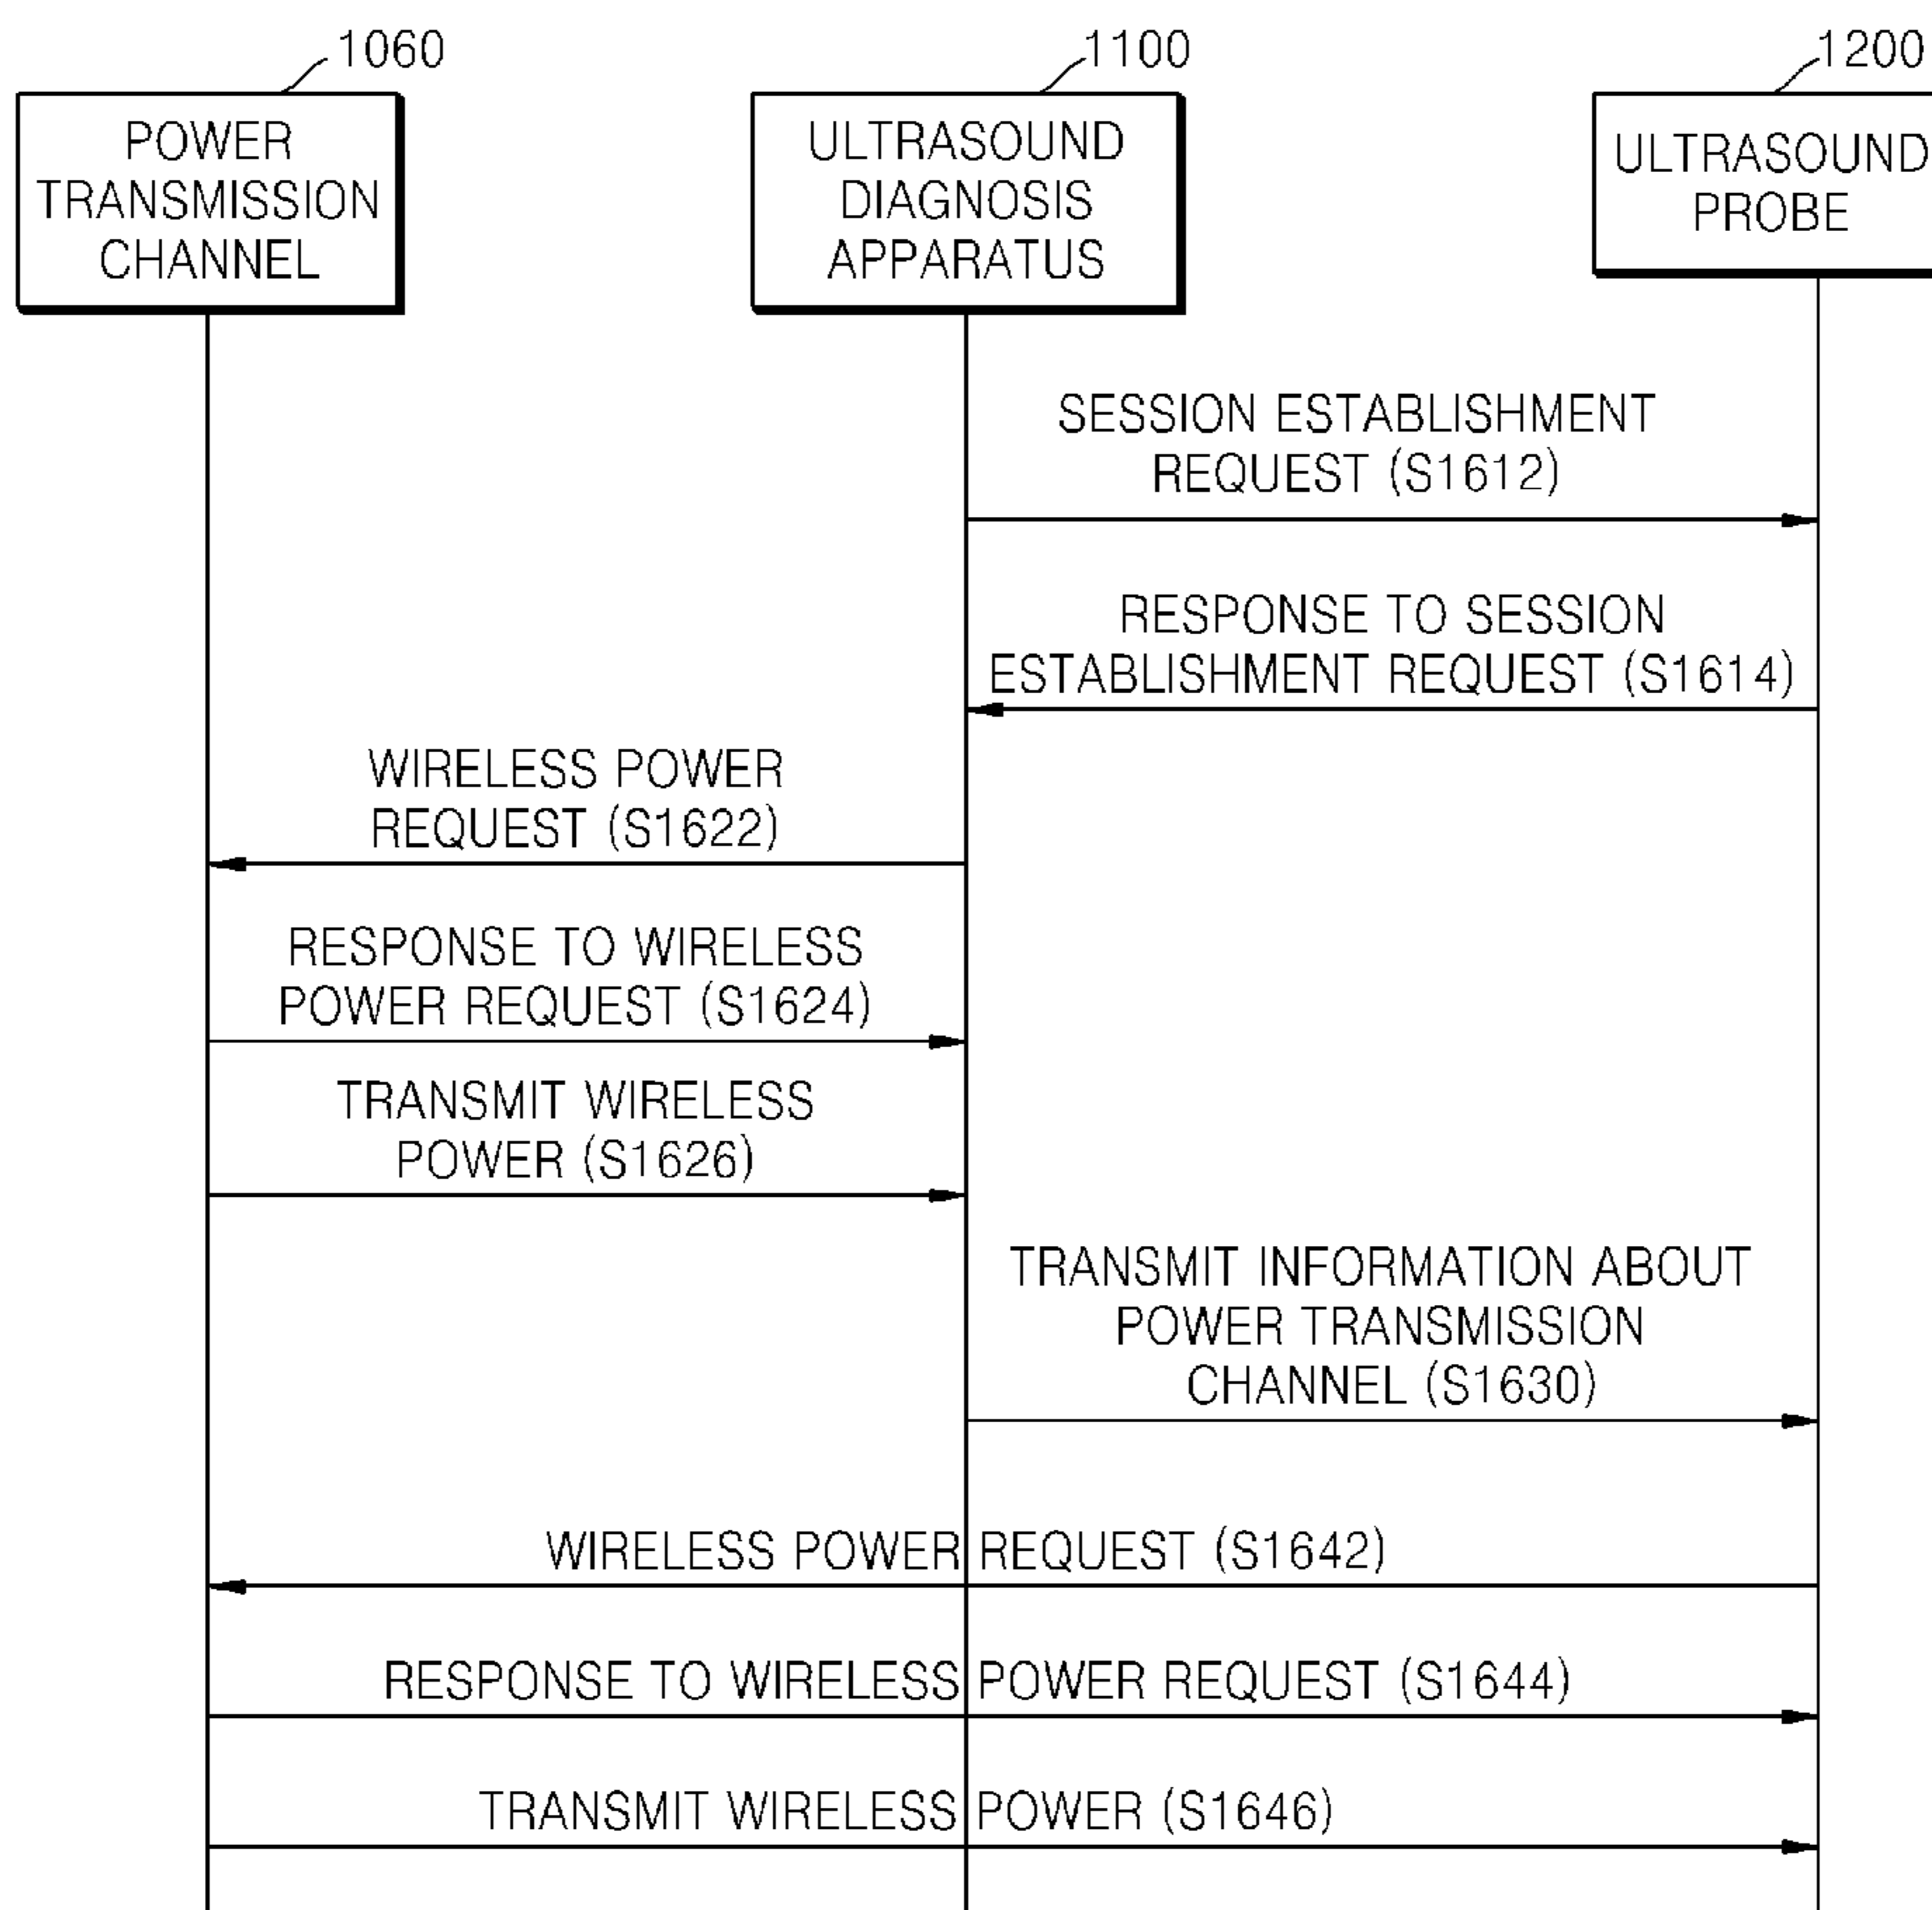 1060
1100
1200
POWER
TRANSMISSION
CHANNEL
ULTRASOUND
DIAGNOSIS
APPARATUS
ULTRASOUND
PROBE
SESSION ESTABLISHMENT
REQUEST (S1612)
RESPONSE TO SESSION
ESTABLISHMENT REQUEST (S1614)
WIRELESS POWER
REQUEST (S1622)
RESPONSE TO WIRELESS
POWER REQUEST (S1624)
TRANSMIT WIRELESS
POWER (S1626)
TRANSMIT INFORMATION ABOUT
POWER TRANSMISSION
CHANNEL (S1630)
WIRELESS POWER REQUEST (S1642)
RESPONSE TO WIRELESS POWER REQUEST (S1644)
TRANSMIT WIRELESS POWER (S1646)